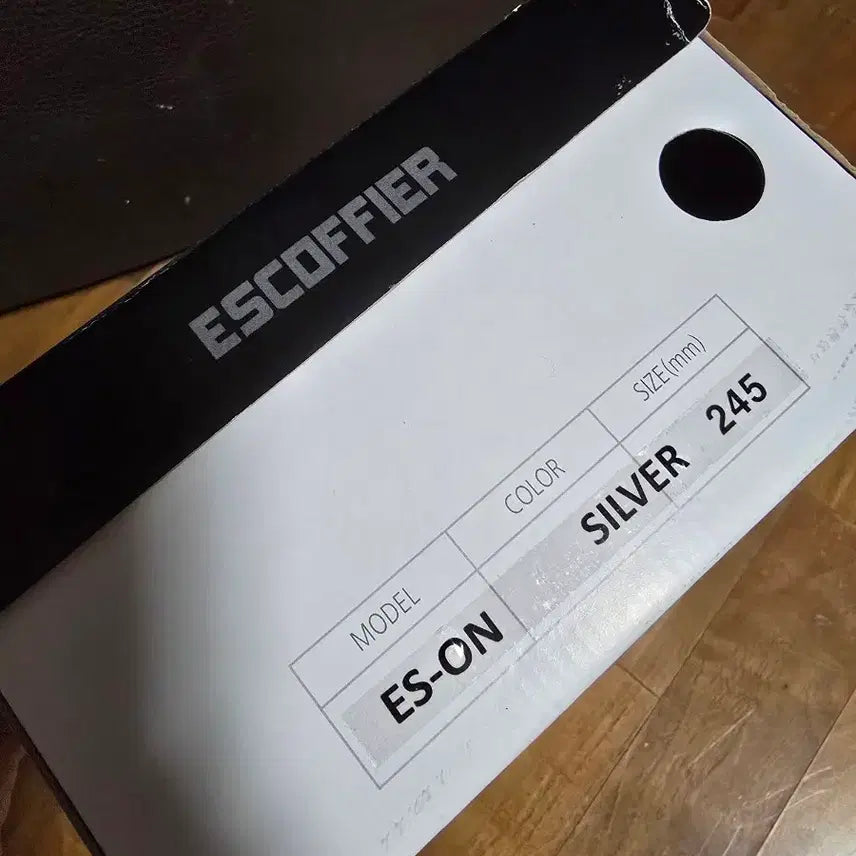 ESCOFFIER
MODEL COLOR SIZE(mm)
ES-ON SILVER 245